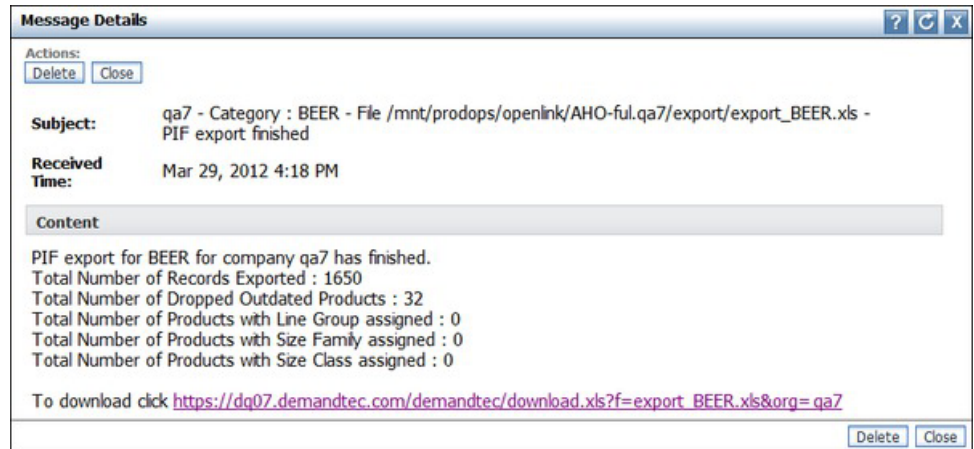 Message Details
? X
Actions:
Delete Close
Subject: qa7 - Category : BEER - File /mnt/prodops/openlink/AHO-ful.qa7/export/export_BEER.xls -
PIF export finished
Received
Time: Mar 29, 2012 4:18 PM
Content
PIF export for BEER for company qa7 has finished.
Total Number of Records Exported : 1650
Total Number of Dropped Outdated Products : 32
Total Number of Products with Line Group assigned : 0
Total Number of Products with Size Family assigned : 0
Total Number of Products with Size Class assigned : 0
To download click https://dq07.demandtec.com/demandtec/download.xls?f=export_BEER.xls&org=qa7
Delete Close